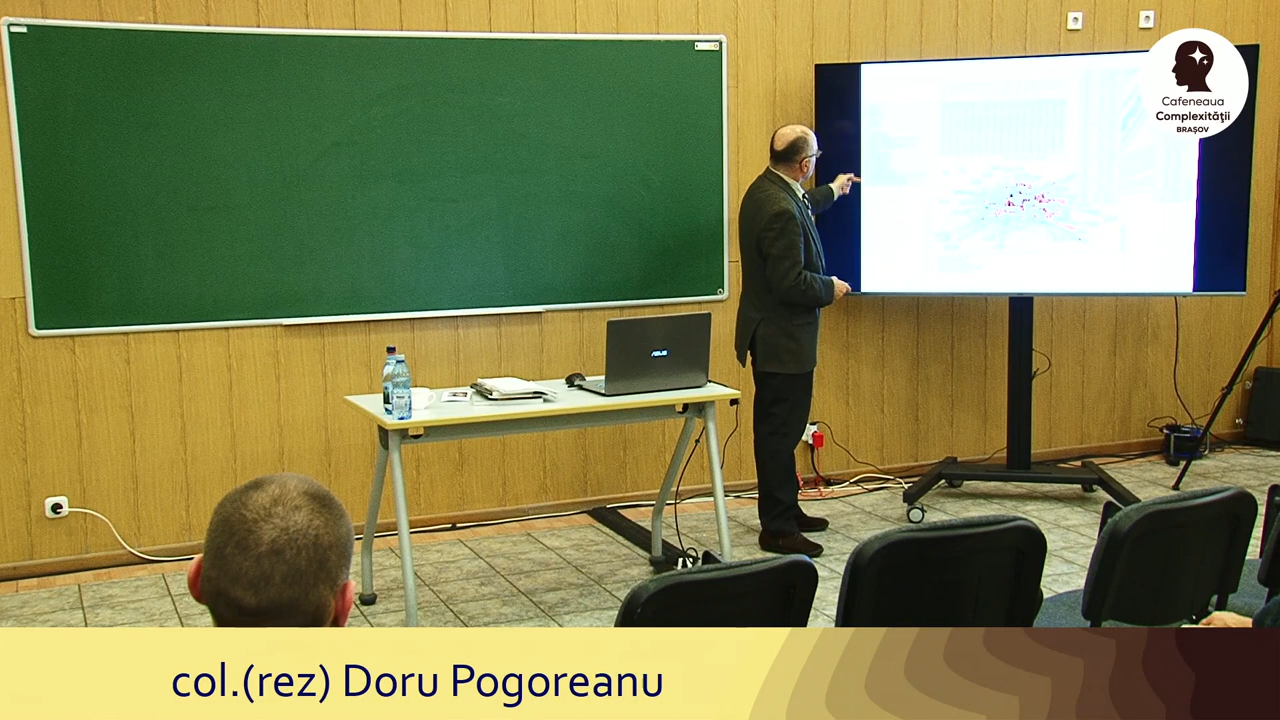 Cafeneaua
Complexității
BRAȘOV
ASUS
col.(rez) Doru Pogoreanu